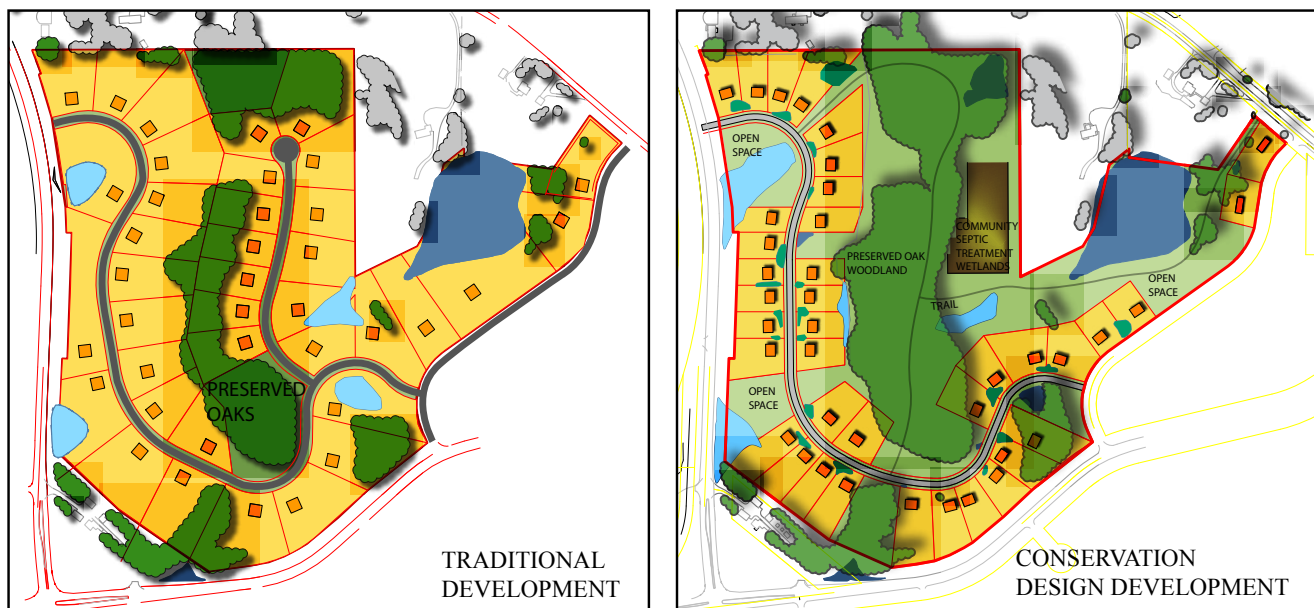 PRESERVED
OAKS
TRADITIONAL
DEVELOPMENT
OPEN
SPACE
COMMUNITY
SEPTIC
TREATMENT
WETLANDS
PRESERVED OAK
WOODLAND
TRAIL
OPEN
SPACE
OPEN
SPACE
CONSERVATION
DESIGN DEVELOPMENT